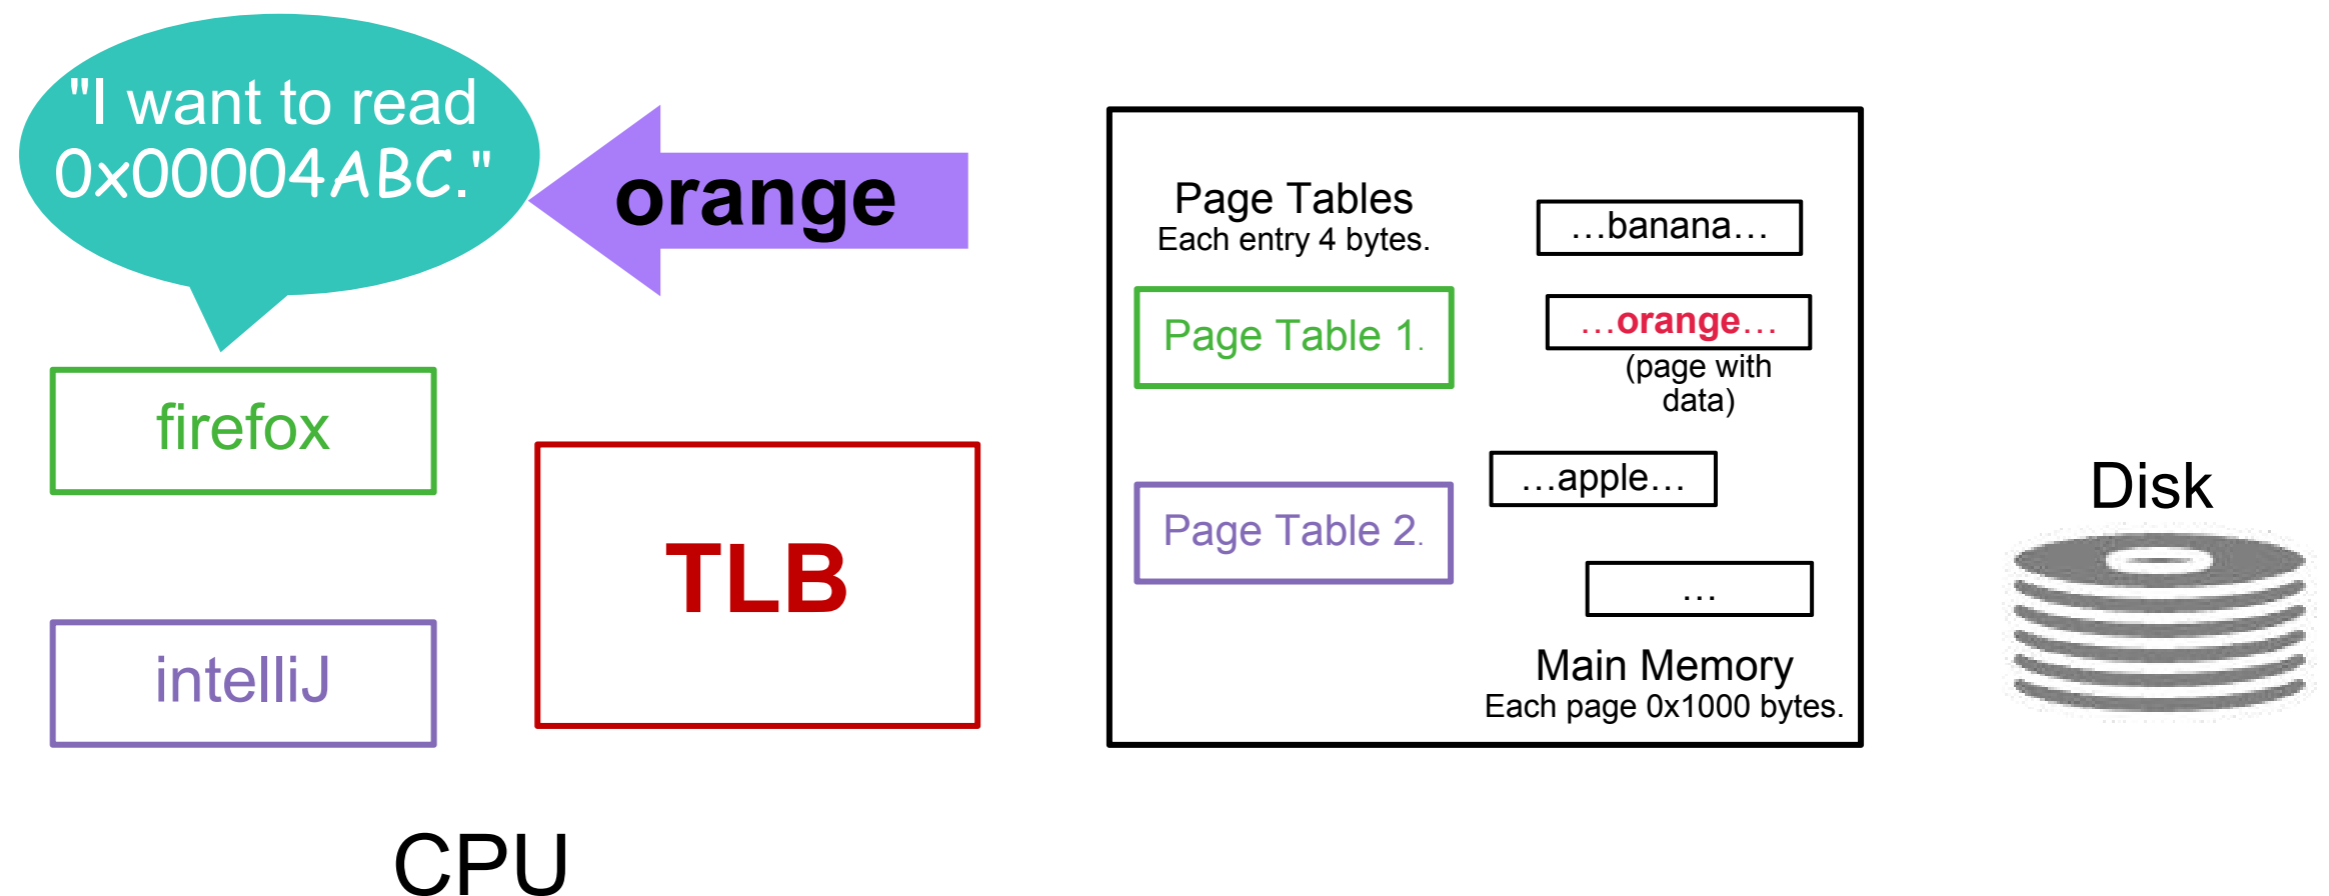 "I want to read
0x00004ABC."
orange
firefox
intelliJ
TLB
CPU
Page Tables
Each entry 4 bytes.
Page Table 1.
Page Table 2.
…banana…
…orange…
(page with
data)
…apple…
…
Main Memory
Each page 0x1000 bytes.
Disk